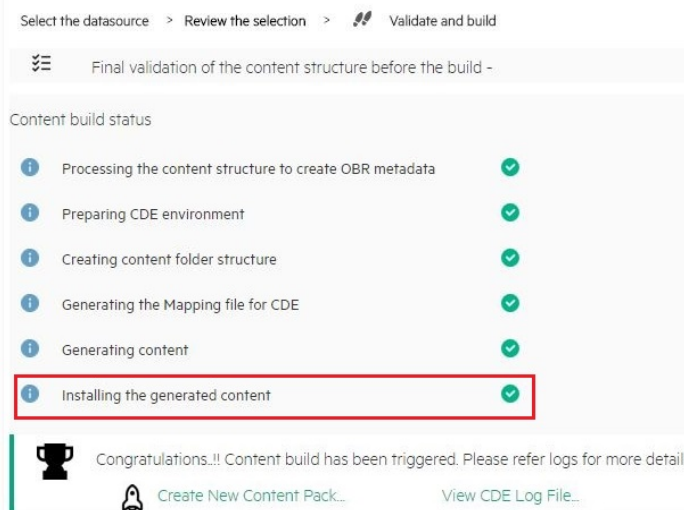 Select the datasource > Review the selection > Validate and build
Final validation of the content structure before the build -
Content build status
Processing the content structure to create OBR metadata
Preparing CDE environment
Creating content folder structure
Generating the Mapping file for CDE
Generating content
Installing the generated content
Congratulations..!! Content build has been triggered. Please refer logs for more detail
Create New Content Pack... View CDE Log File...